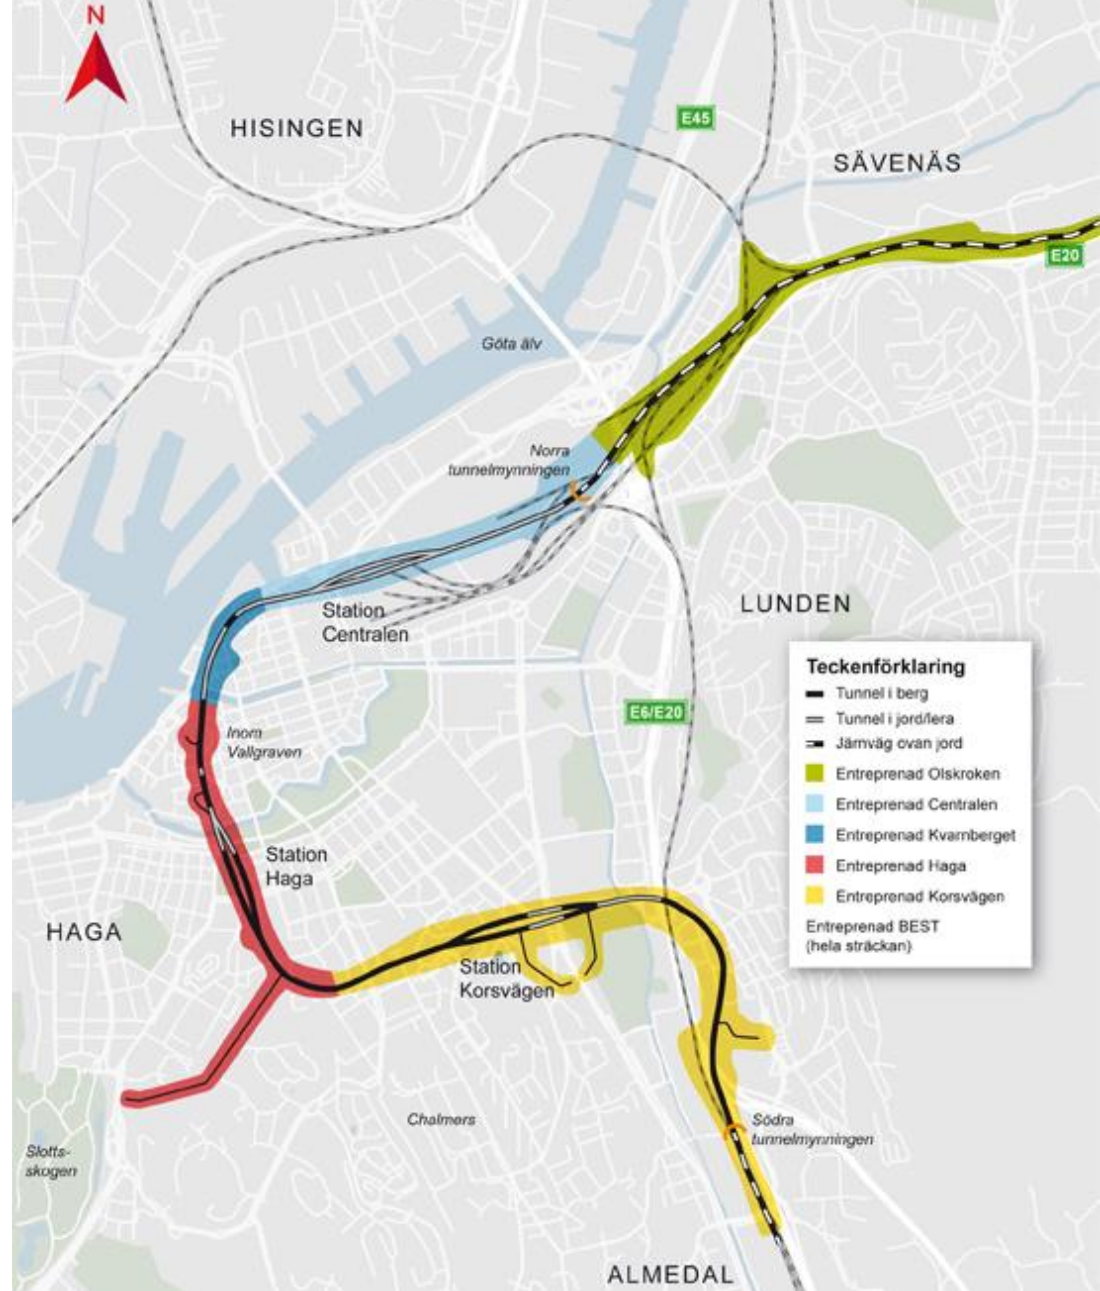 N
HISINGEN
E45
SÄVENÄS
E20
Göta älv
Norra
tunnelmynningen
Station
Centralen
LUNDEN
Teckenförklaring
Tunnel i berg
Tunnel i jord/lera
Järnväg ovan jord
Entreprenad Olskroken
Entreprenad Centralen
Entreprenad Kvarnberget
Entreprenad Haga
Entreprenad Korsvägen
Entreprenad BEST
(hela sträckan)
E6/E20
Inom
Vallgraven
Station
Haga
HAGA
Station
Korsvägen
Chalmers
Södra
tunnelmynningen
Slotts-
skogen
ALMEDAL